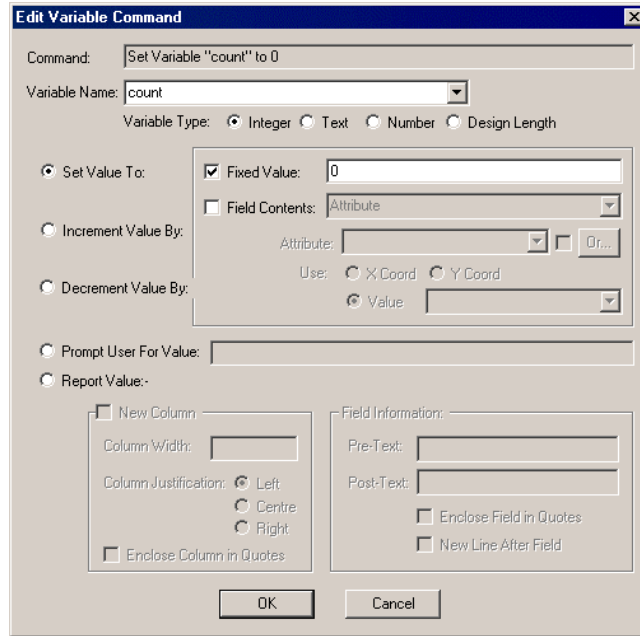 Edit Variable Command
Command: Set Variable "count" to 0
Variable Name: count
Variable Type: Integer Text Number Design Length
Set Value To: Fixed Value: 0
Field Contents: Attribute
Increment Value By: Attribute: Or...
Use: X Coord Y Coord
Decrement Value By: Value
Prompt User For Value:
Report Value:-
New Column Field Information:
Column Width: Pre-Text:
Column Justification: Left Post-Text:
Centre Enclose Field in Quotes
Right
Enclose Column in Quotes New Line After Field
OK Cancel